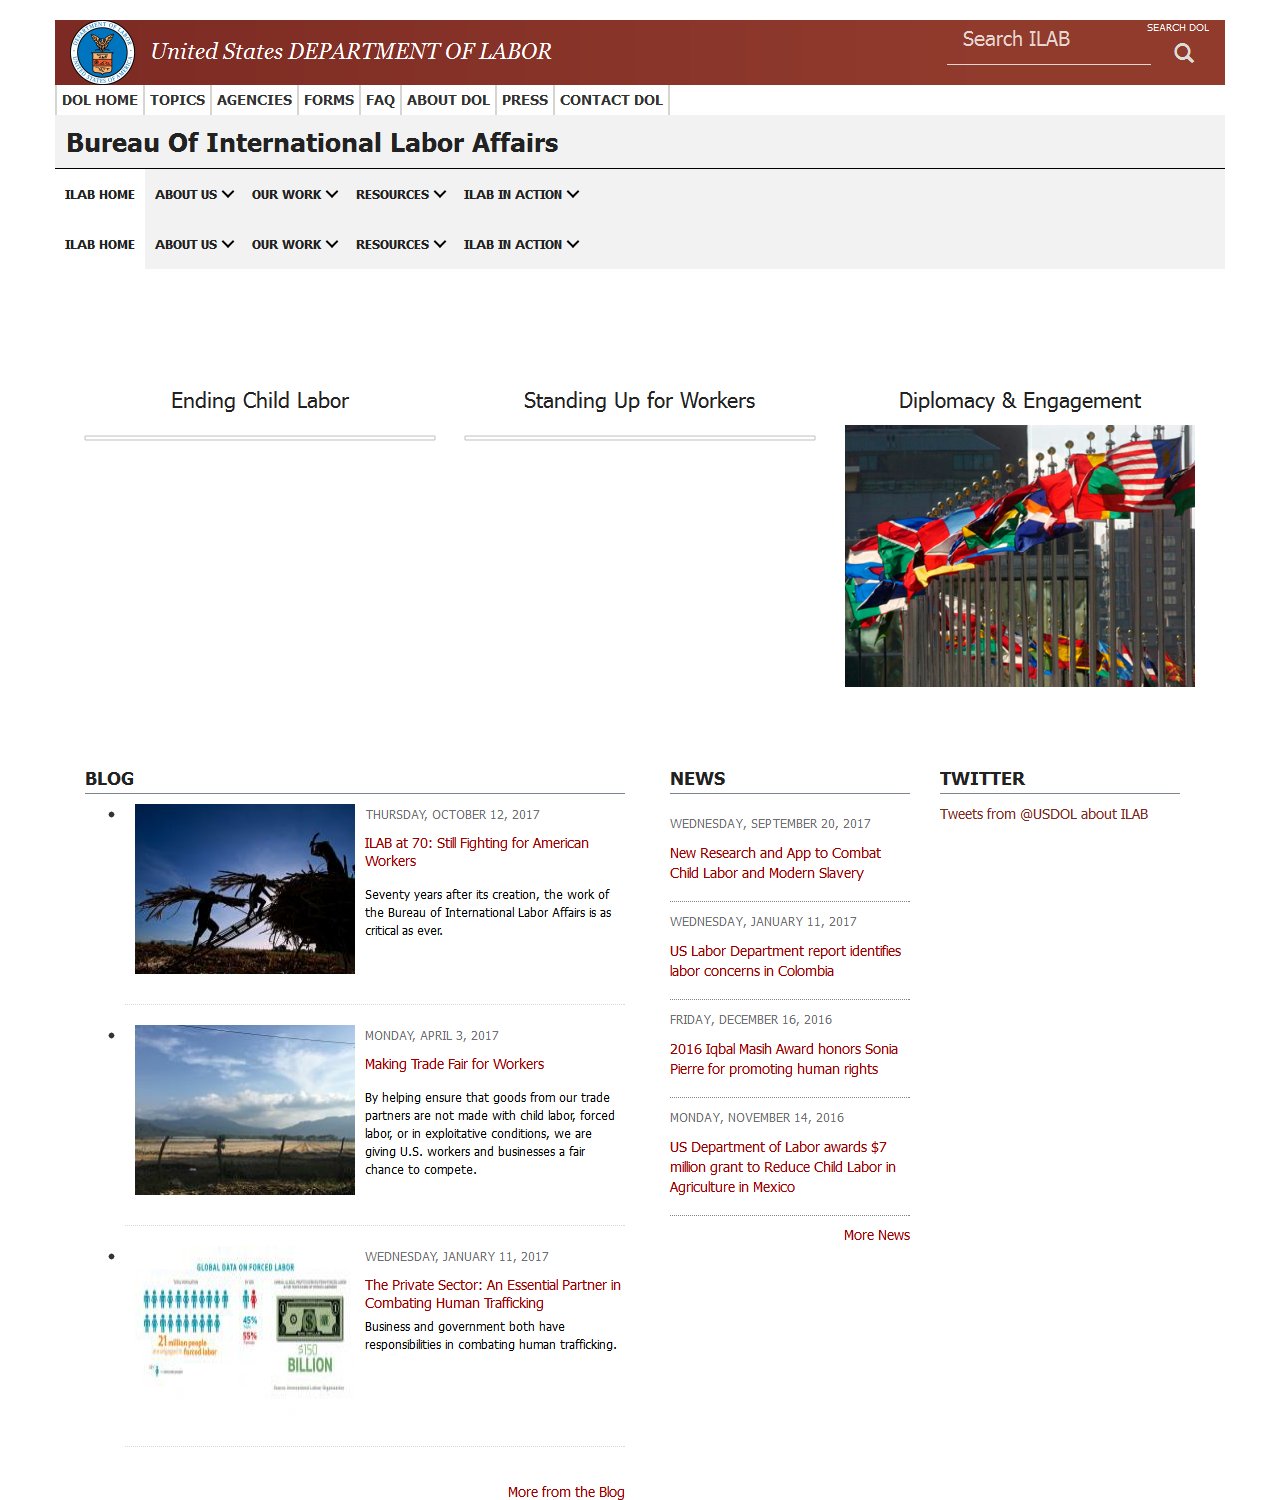 SEARCH DOL
United States DEPARTMENT OF LABOR
Search ILAB
DOL HOME TOPICS AGENCIES FORMS FAQ ABOUT DOL PRESS CONTACT DOL
Bureau Of International Labor Affairs
ILAB HOME ABOUT US OUR WORK RESOURCES ILAB IN ACTION
ILAB HOME ABOUT US OUR WORK RESOURCES ILAB IN ACTION
Ending Child Labor
Standing Up for Workers
Diplomacy & Engagement
BLOG
THURSDAY, OCTOBER 12, 2017
ILAB at 70: Still Fighting for American
Workers
Seventy years after its creation, the work of
the Bureau of International Labor Affairs is as
critical as ever.
MONDAY, APRIL 3, 2017
Making Trade Fair for Workers
By helping ensure that goods from our trade
partners are not made with child labor, forced
labor, or in exploitative conditions, we are
giving U.S. workers and businesses a fair
chance to compete.
GLOBAL DATA ON FORCED LABOR
45%
55%
21 million people
forced labor
$150
BILLION
WEDNESDAY, JANUARY 11, 2017
The Private Sector: An Essential Partner in
Combating Human Trafficking
Business and government both have
responsibilities in combating human trafficking.
More from the Blog
NEWS
WEDNESDAY, SEPTEMBER 20, 2017
New Research and App to Combat
Child Labor and Modern Slavery
WEDNESDAY, JANUARY 11, 2017
US Labor Department report identifies
labor concerns in Colombia
FRIDAY, DECEMBER 16, 2016
2016 Iqbal Masih Award honors Sonia
Pierre for promoting human rights
MONDAY, NOVEMBER 14, 2016
US Department of Labor awards $7
million grant to Reduce Child Labor in
Agriculture in Mexico
More News
TWITTER
Tweets from @USDOL about ILAB